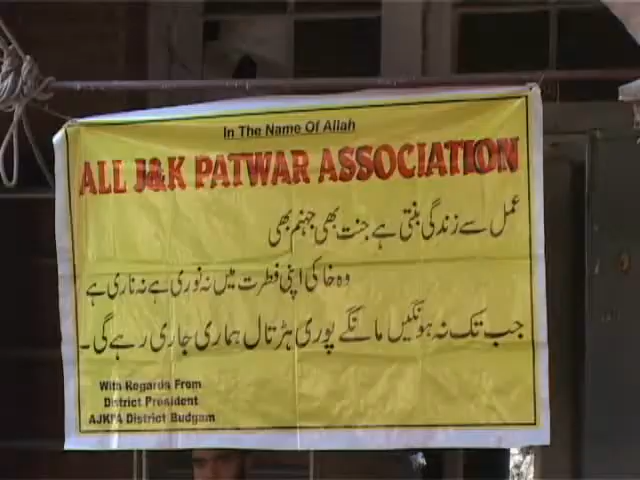 In The Name Of Allah
ALL J&K PATWAR ASSOCIATION
عمل سے زندگی بنتی ہے جنت بھی جہنم بھی
وہ خاکی اپنی فطرت میں نہ نوری ہے نہ ناری ہے
جب تک نہ ہونگیں مانگے پوری ہڑتال ہماری جاری رہے گی۔
With Regards From
District President
AJKPA District Budgam